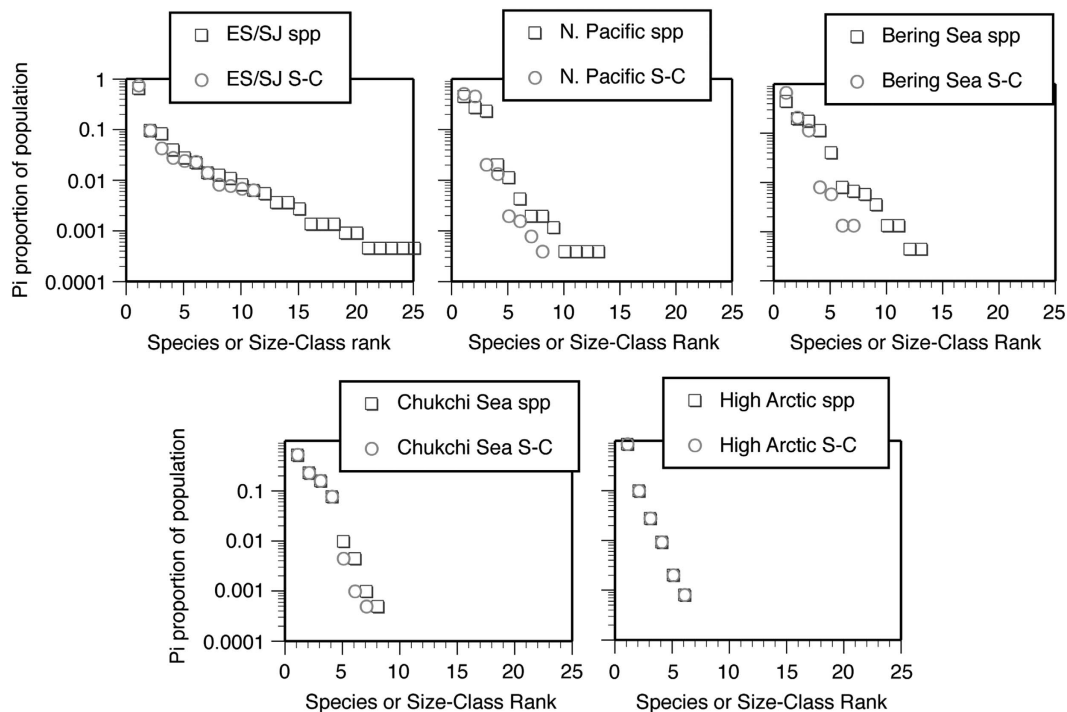 ES/SJ spp
ES/SJ S-C
N. Pacific spp
N. Pacific S-C
Bering Sea spp
Bering Sea S-C
Pi proportion of population
1
0.1
0.01
0.001
0.0001
0 5 10 15 20 25
0 5 10 15 20 25
0 5 10 15 20 25
Species or Size-Class rank
Species or Size-Class Rank
Species or Size-Class Rank
Chukchi Sea spp
Chukchi Sea S-C
High Arctic spp
High Arctic S-C
Pi proportion of population
0.1
0.01
0.001
0.0001
0 5 10 15 20 25
0 5 10 15 20 25
Species or Size-Class Rank
Species or Size-Class Rank